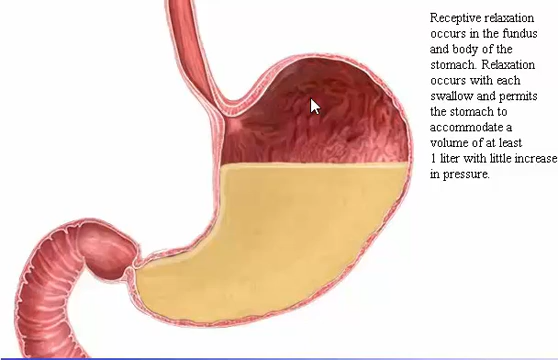 Receptive relaxation
occurs in the fundus
and body of the
stomach. Relaxation
occurs with each
swallow and permits
the stomach to
accommodate a
volume of at least
1 liter with little increase
in pressure.